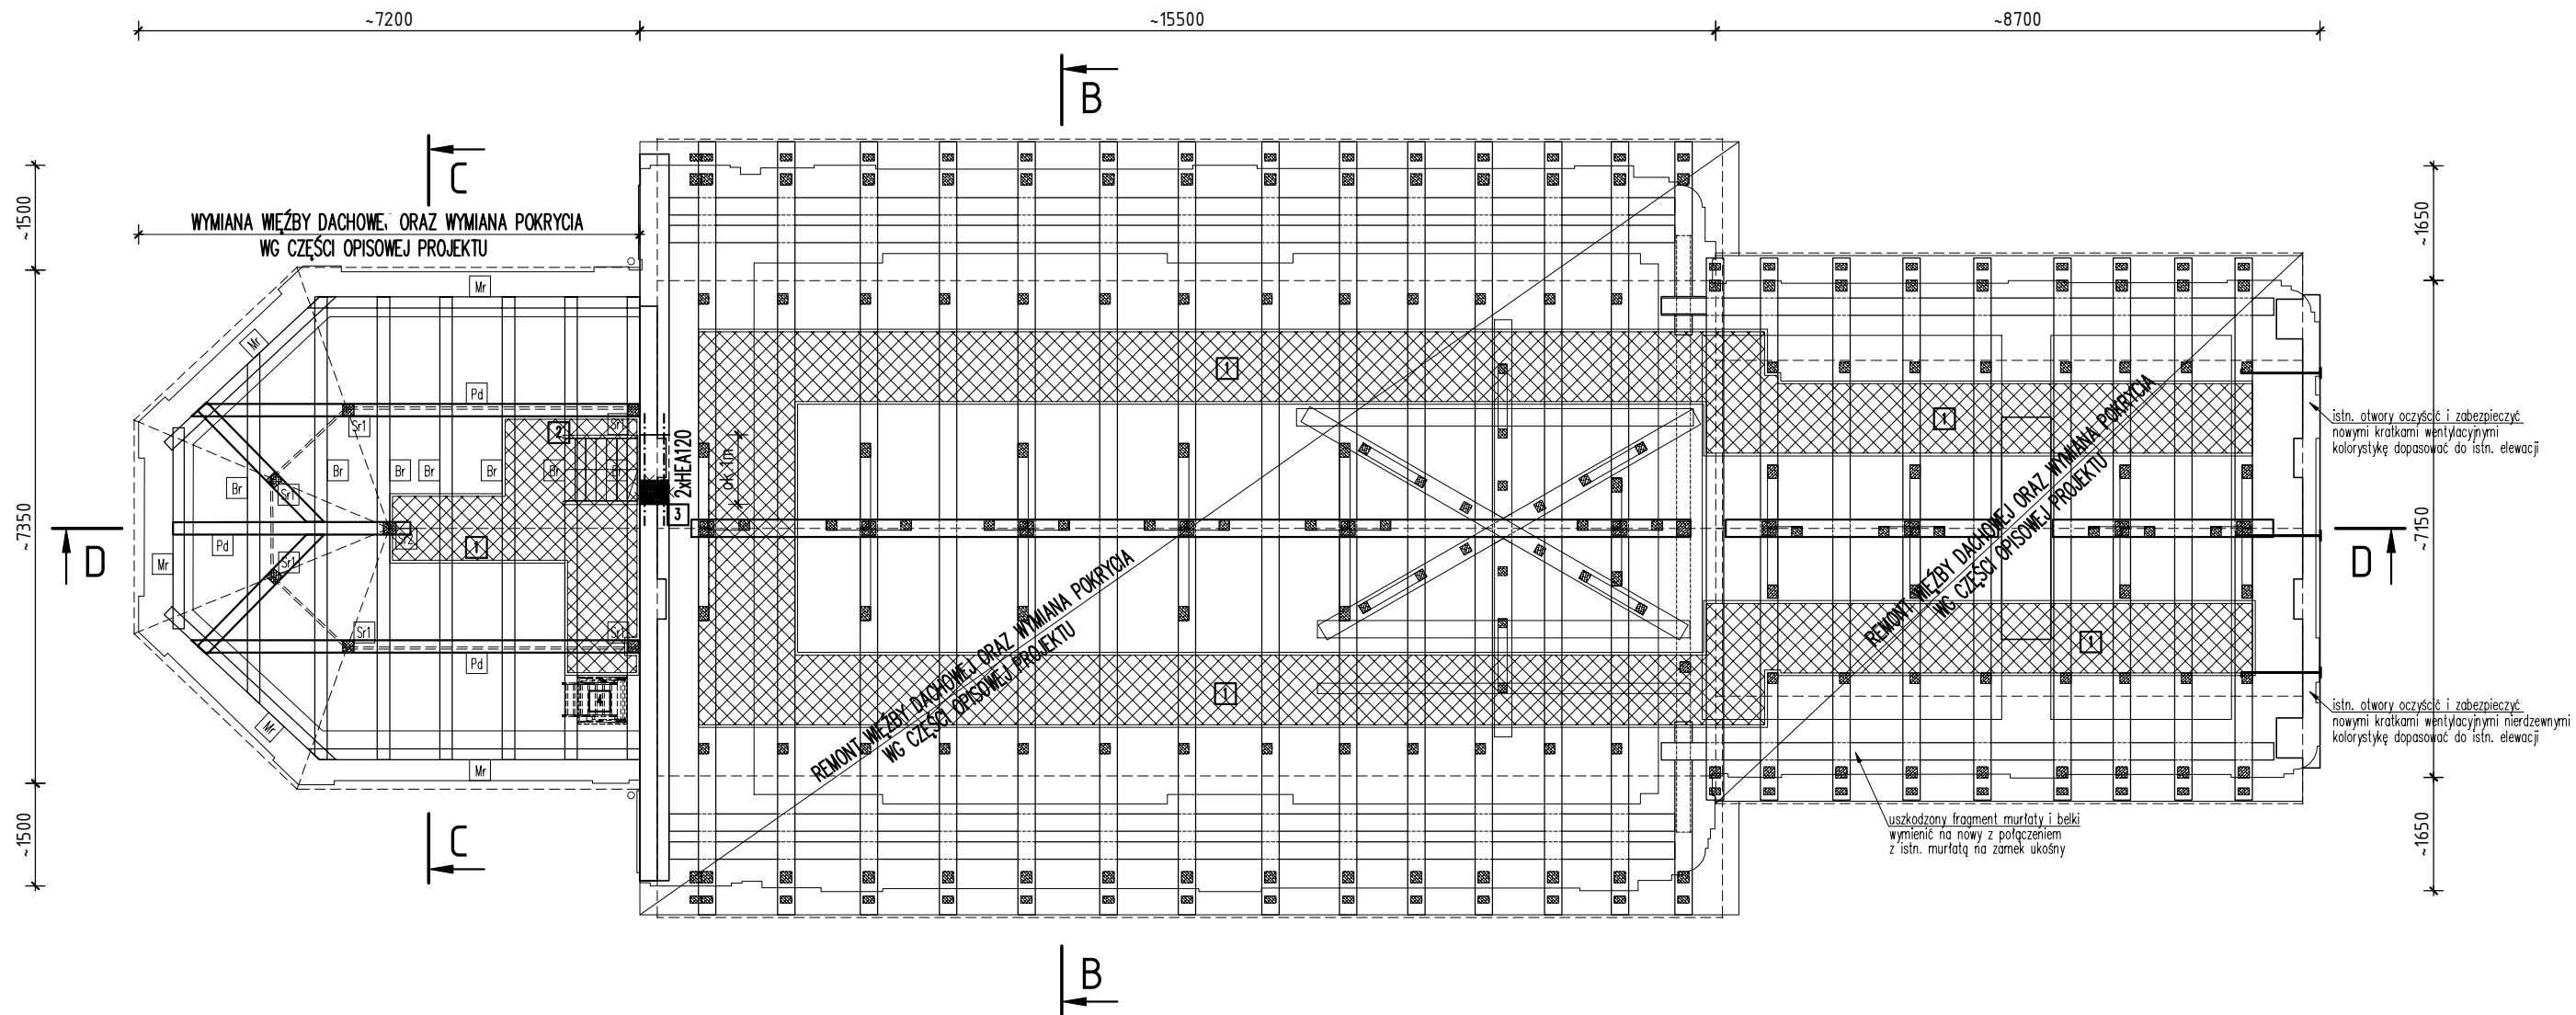 ~7200
~15500
~8700
B
C
~1500
~1650
WYMIANA WIĘŹBY DACHOWEJ ORAZ WYMIANA POKRYCIA
WG CZĘŚCI OPISOWEJ PROJEKTU
Mr
Mr
Pd
1
1
2
Sr1
Sr1
2xHEA120
ok 1m
Br
Br
Br
Br
Br
Br
Br
Sr1
3
istn. otwory oczyścić i zabezpieczyć
nowymi kratkami wentylacyjnymi
kolorystykę dopasować do istn. elewacji
~7350
~7150
D
D
Pd
1
Mr
Sr1
REMONT WIĘŹBY DACHOWEJ ORAZ WYMIANA POKRYCIA
WG CZĘŚCI OPISOWEJ PROJEKTU
REMONT WIĘŹBY DACHOWEJ ORAZ WYMIANA POKRYCIA
WG CZĘŚCI OPISOWEJ PROJEKTU
Sr1
Sr1
Pd
1
1
4
Mr
Mr
istn. otwory oczyścić i zabezpieczyć
nowymi kratkami wentylacyjnymi nierdzewnymi
kolorystykę dopasować do istn. elewacji
uszkodzony fragment murłaty i belki
wymienić na nowy z połączeniem
z istn. murłatą na zamek ukośny
~1500
~1650
C
B